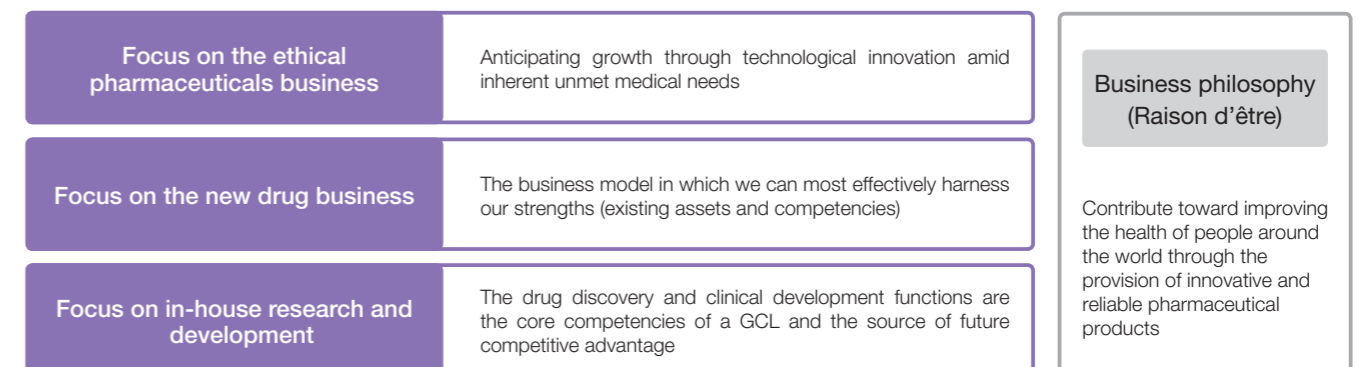 Focus on the ethical
pharmaceuticals business
Anticipating growth through technological innovation amid
inherent unmet medical needs
Focus on the new drug business
The business model in which we can most effectively harness
our strengths (existing assets and competencies)
Focus on in-house research and
development
The drug discovery and clinical development functions are
the core competencies of a GCL and the source of future
competitive advantage
Business philosophy
(Raison d’être)
Contribute toward improving
the health of people around
the world through the
provision of innovative and
reliable pharmaceutical
products